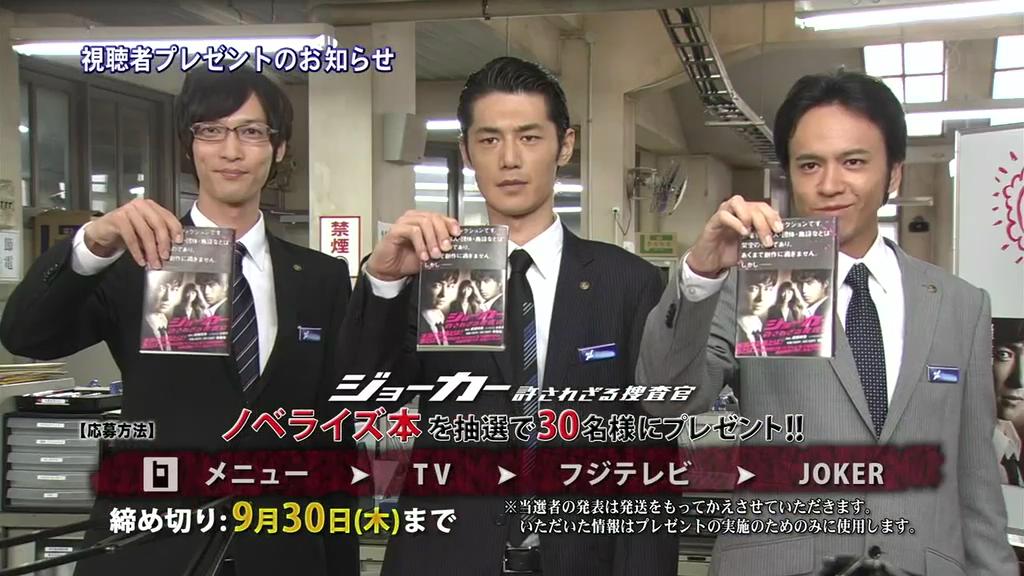 視聴者プレゼントのお知らせ
禁煙
ジョーカー 許されざる捜査官
【応募方法】
ノベライズ本を抽選で30名様にプレゼント!!
メニュー ➤ TV ➤ フジテレビ ➤ JOKER
締め切り:9月30日(木)まで
※当選者の発表は発送をもってかえさせていただきます。
いただいた情報はプレゼントの実施のためのみに使用します。